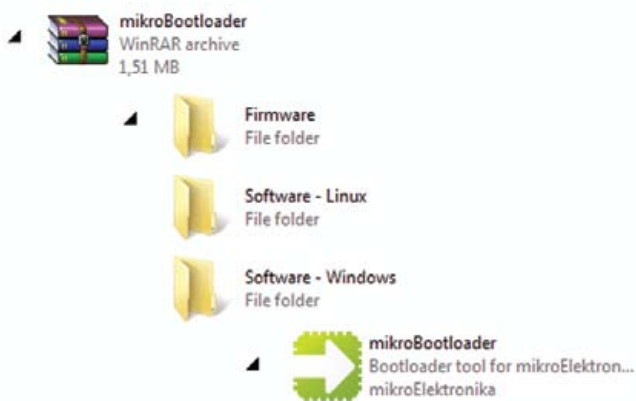 mikroBootloader
WinRAR archive
1,51 MB
Firmware
File folder
Software - Linux
File folder
Software - Windows
File folder
mikroBootloader
Bootloader tool for mikroElektron...
mikroElektronika